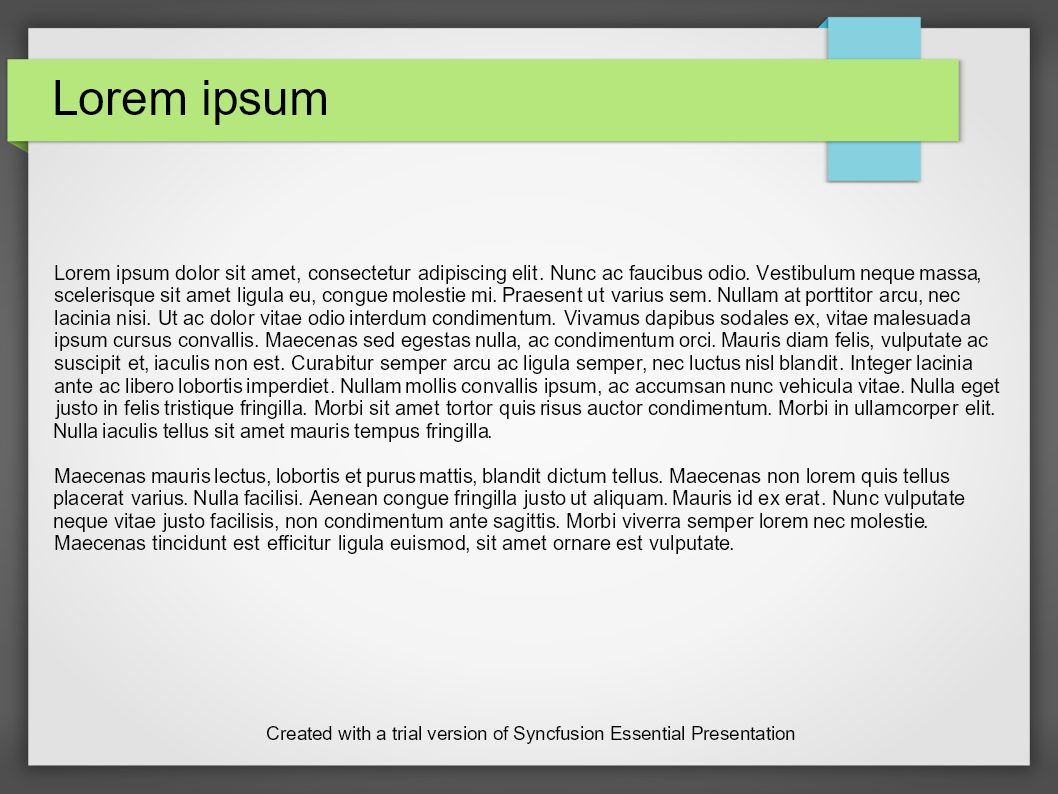 Lorem ipsum
Lorem ipsum dolor sit amet, consectetur adipiscing elit. Nunc ac faucibus odio. Vestibulum neque massa,
scelerisque sit amet ligula eu, congue molestie mi. Praesent ut varius sem. Nullam at porttitor arcu, nec
lacinia nisi. Ut ac dolor vitae odio interdum condimentum. Vivamus dapibus sodales ex, vitae malesuada
ipsum cursus convallis. Maecenas sed egestas nulla, ac condimentum orci. Mauris diam felis, vulputate ac
suscipit et, iaculis non est. Curabitur semper arcu ac ligula semper, nec luctus nisl blandit. Integer lacinia
ante ac libero lobortis imperdiet. Nullam mollis convallis ipsum, ac accumsan nunc vehicula vitae. Nulla eget
justo in felis tristique fringilla. Morbi sit amet tortor quis risus auctor condimentum. Morbi in ullamcorper elit.
Nulla iaculis tellus sit amet mauris tempus fringilla.
Maecenas mauris lectus, lobortis et purus mattis, blandit dictum tellus. Maecenas non lorem quis tellus
placerat varius. Nulla facilisi. Aenean congue fringilla justo ut aliquam. Mauris id ex erat. Nunc vulputate
neque vitae justo facilisis, non condimentum ante sagittis. Morbi viverra semper lorem nec molestie.
Maecenas tincidunt est efficitur ligula euismod, sit amet ornare est vulputate.
Created with a trial version of Syncfusion Essential Presentation